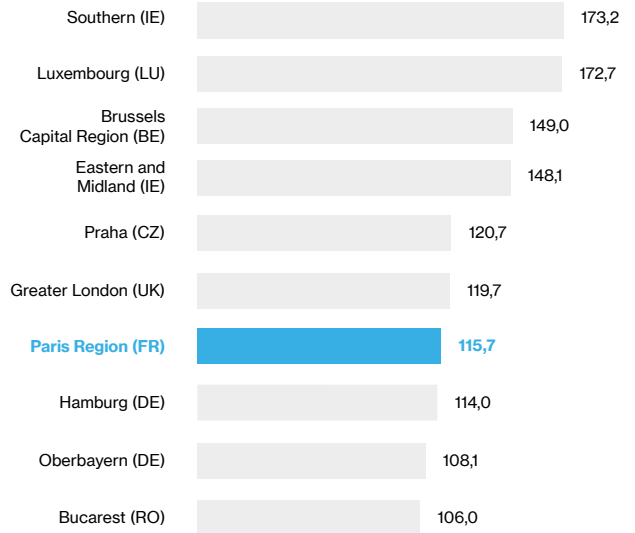 Southern (IE) 173,2
Luxembourg (LU) 172,7
Brussels
Capital Region (BE) 149,0
Eastern and
Midland (IE) 148,1
Praha (CZ) 120,7
Greater London (UK) 119,7
Paris Region (FR) 115,7
Hamburg (DE) 114,0
Oberbayern (DE) 108,1
Bucarest (RO) 106,0